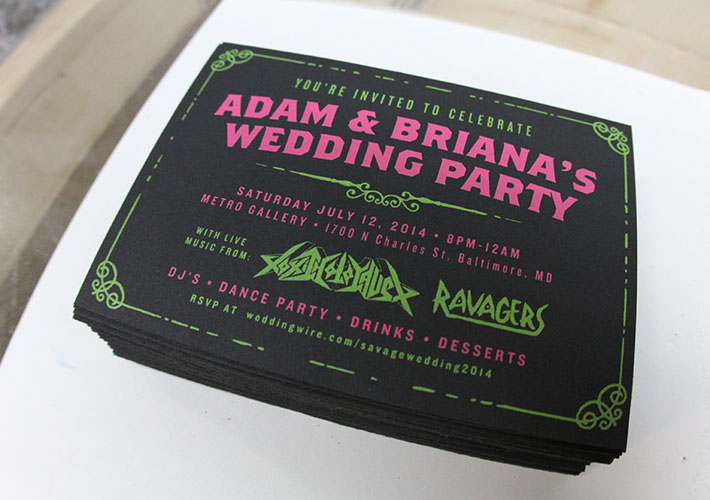 YOU'RE INVITED TO CELEBRATE
ADAM & BRIANA'S
WEDDING PARTY
SATURDAY JULY 12, 2014 • 8PM-12AM
METRO GALLERY • 1700 N Charles St. Baltimore, MD
WITH LIVE
MUSIC FROM:
RAVAGERS
DJ'S • DANCE PARTY • DRINKS • DESSERTS
RSVP AT weddingwire.com/savagewedding2014